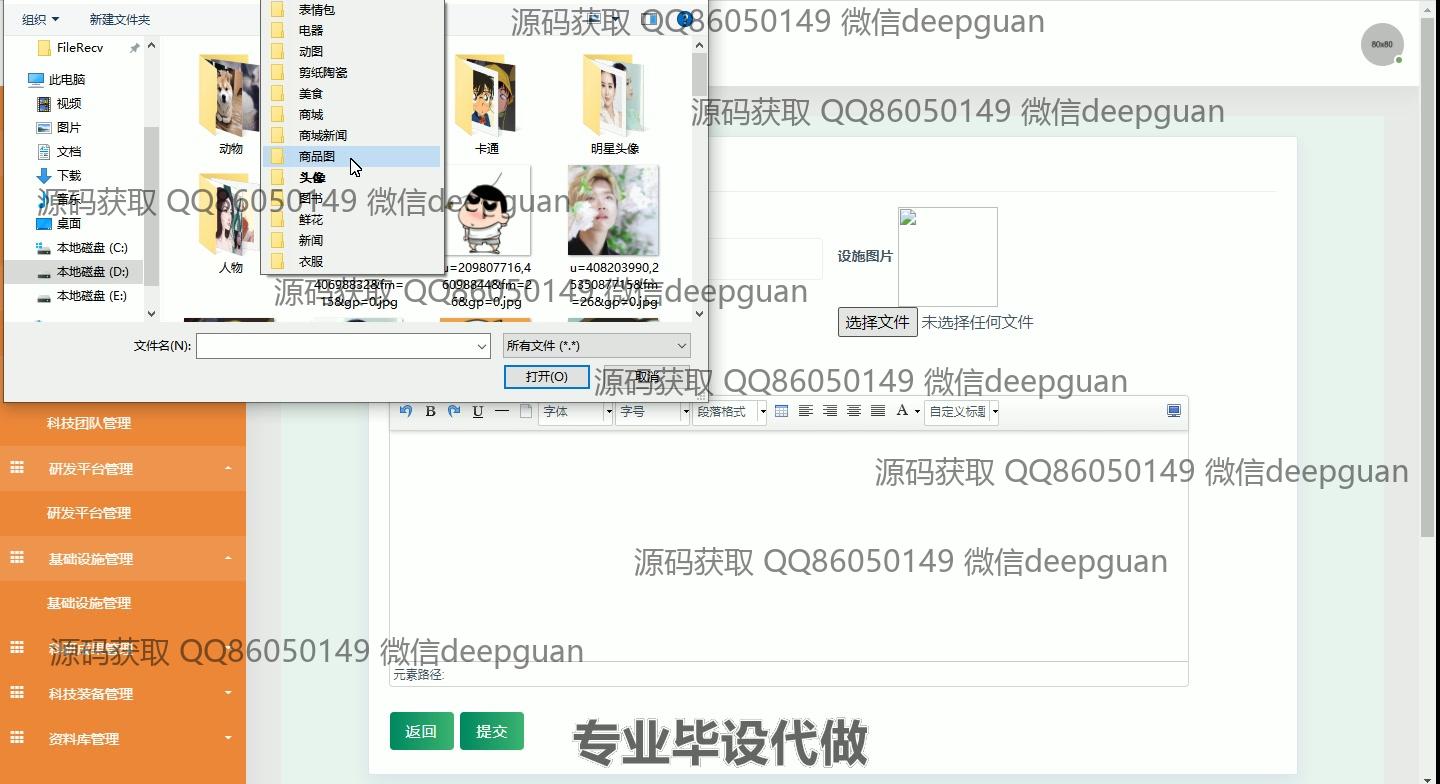 组织
新建文件夹
表情包
电器
动图
剪纸陶瓷
美食
商城
商城新闻
商品图
头像
图书
鲜花
新闻
衣服
FileRecv
此电脑
视频
图片
文档
下载
音乐
桌面
本地磁盘 (C:)
本地磁盘 (D:)
本地磁盘 (E:)
动物
卡通
明星头像
人物
40698832&fm=
15&gp=0.jpg
u=209807716,4
60988448&fm=2
6&gp=0.jpg
u=408203990,2
535087715&fm
=26&gp=0.jpg
文件名(N):
所有文件 (*.*)
打开(O)
取消
80x80
设施图片
选择文件 未选择任何文件
B U 字体 字号 段落格式 A 自定义标题
元素路径:
返回
提交
科技团队管理
研发平台管理
研发平台管理
基础设施管理
基础设施管理
科研成果管理
科技装备管理
资料库管理
源码获取 QQ86050149 微信deepguan
源码获取 QQ86050149 微信deepguan
源码获取 QQ86050149 微信deepguan
源码获取 QQ86050149 微信deepguan
源码获取 QQ86050149 微信deepguan
源码获取 QQ86050149 微信deepguan
源码获取 QQ86050149 微信deepguan
源码获取 QQ86050149 微信deepguan
专业毕设代做